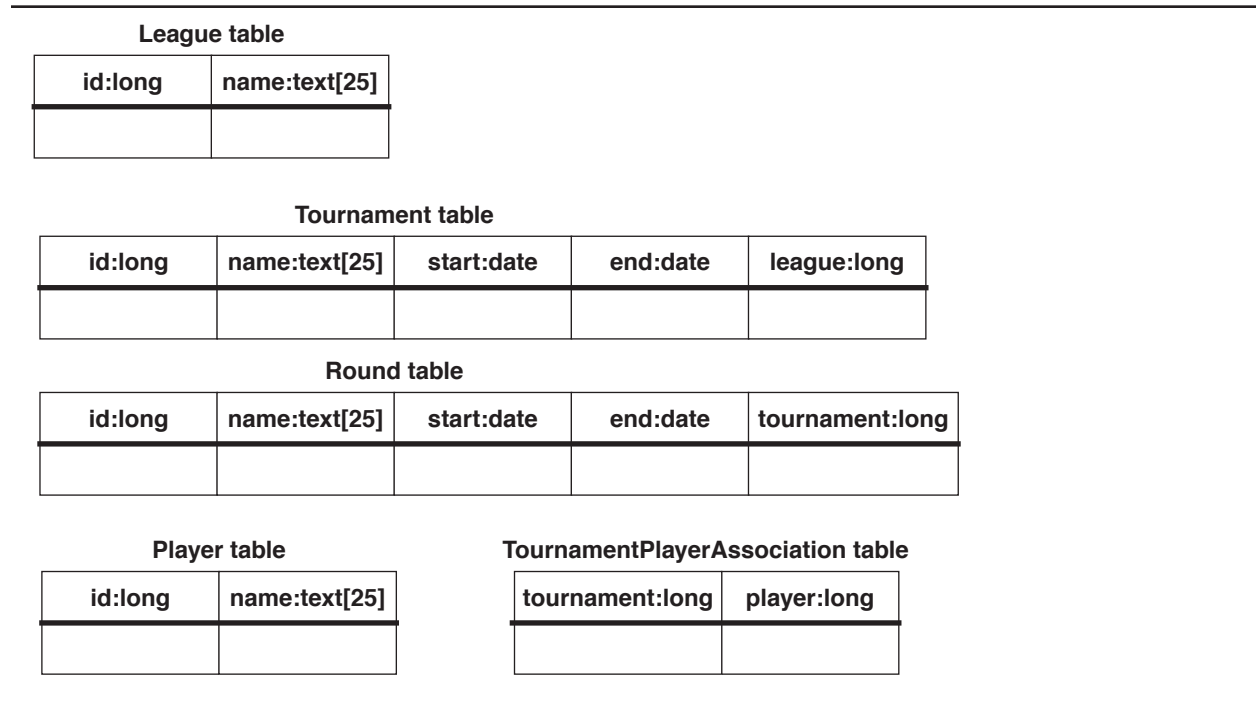 League table
id:long name:text[25]
Tournament table
id:long name:text[25] start:date end:date league:long
Round table
id:long name:text[25] start:date end:date tournament:long
Player table TournamentPlayerAssociation table
id:long name:text[25] tournament:long player:long